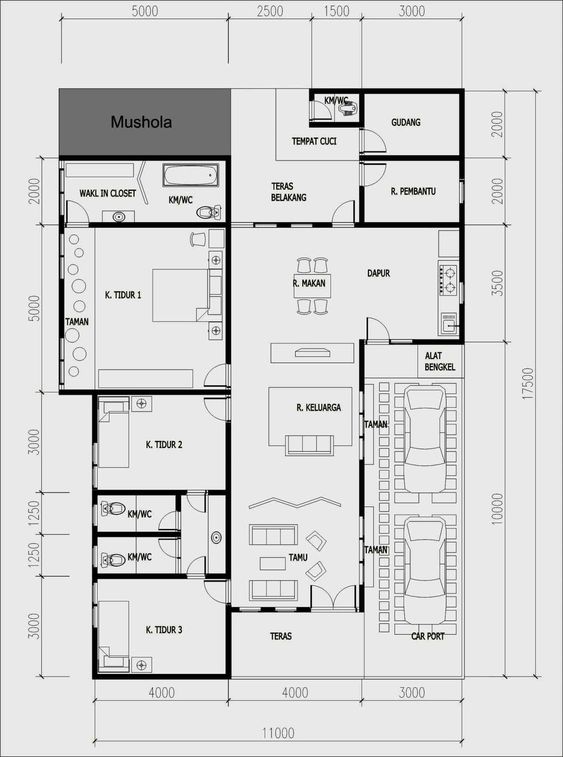 5000
2500
1500
3000
Mushola
KM/WC
GUDANG
TEMPAT CUCI
2000
2000
WAKL IN CLOSET
KM/WC
TERAS
BELAKANG
R. PEMBANTU
2000
K. TIDUR 1
TAMAN
R. MAKAN
DAPUR
5000
3500
ALAT
BENGKEL
17500
R. KELUARGA
TAMAN
K. TIDUR 2
3000
KM/WC
1250
10000
KM/WC
1250
TAMU
TAMAN
K. TIDUR 3
3000
TERAS
CAR PORT
4000
4000
3000
11000